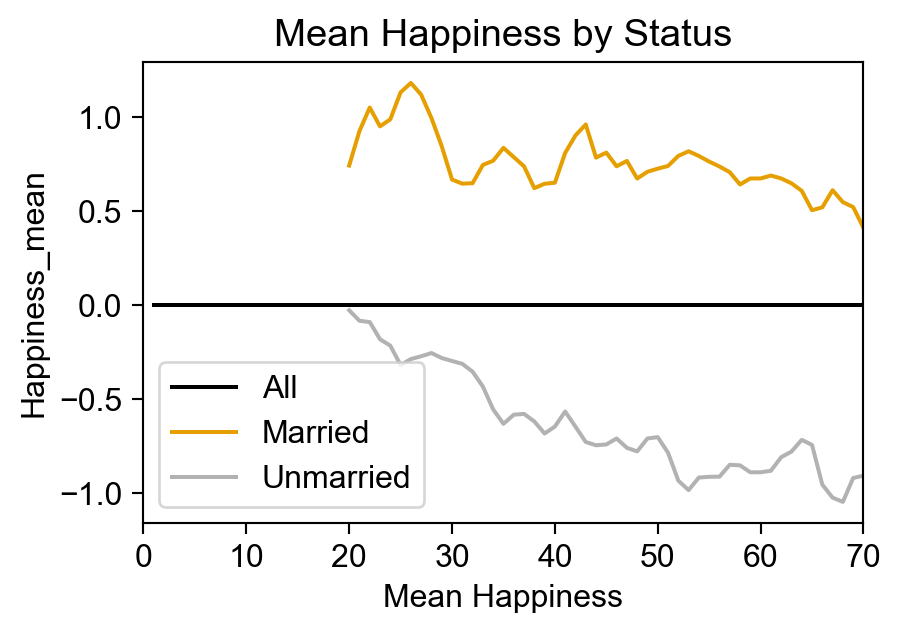 Mean Happiness by Status
Happiness_mean
1.0
0.5
0.0
−0.5
−1.0
All
Married
Unmarried
0 10 20 30 40 50 60 70
Mean Happiness